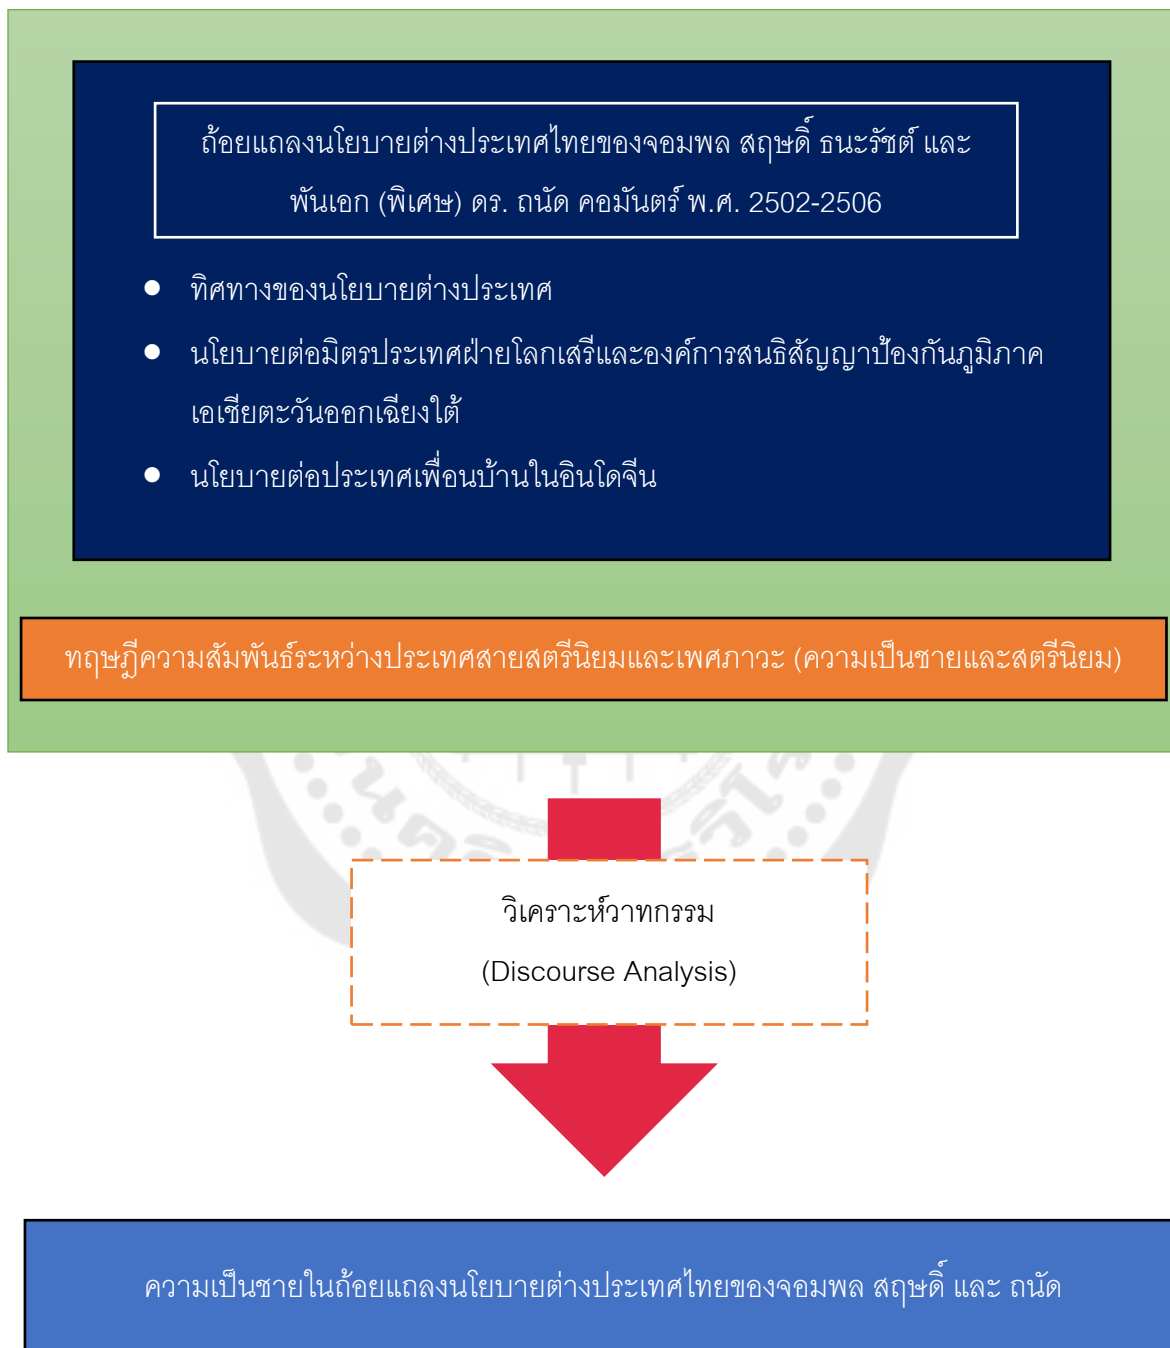 ถ้อยแถลงนโยบายต่างประเทศไทยของจอมพล สฤษดิ์ ธนะรัชต์ และ
พันเอก (พิเศษ) ดร. ถนัด คอมันตร์ พ.ศ. 2502-2506
● ทิศทางของนโยบายต่างประเทศ
● นโยบายต่อมิตรประเทศฝ่ายโลกเสรีและองค์การสนธิสัญญาป้องกันภูมิภาค
เอเชียตะวันออกเฉียงใต้
● นโยบายต่อประเทศเพื่อนบ้านในอินโดจีน
ทฤษฎีความสัมพันธ์ระหว่างประเทศสายสตรีนิยมและเพศภาวะ (ความเป็นชายและสตรีนิยม)
วิเคราะห์วาทกรรม
(Discourse Analysis)
ความเป็นชายในถ้อยแถลงนโยบายต่างประเทศไทยของจอมพล สฤษดิ์ และ ถนัด